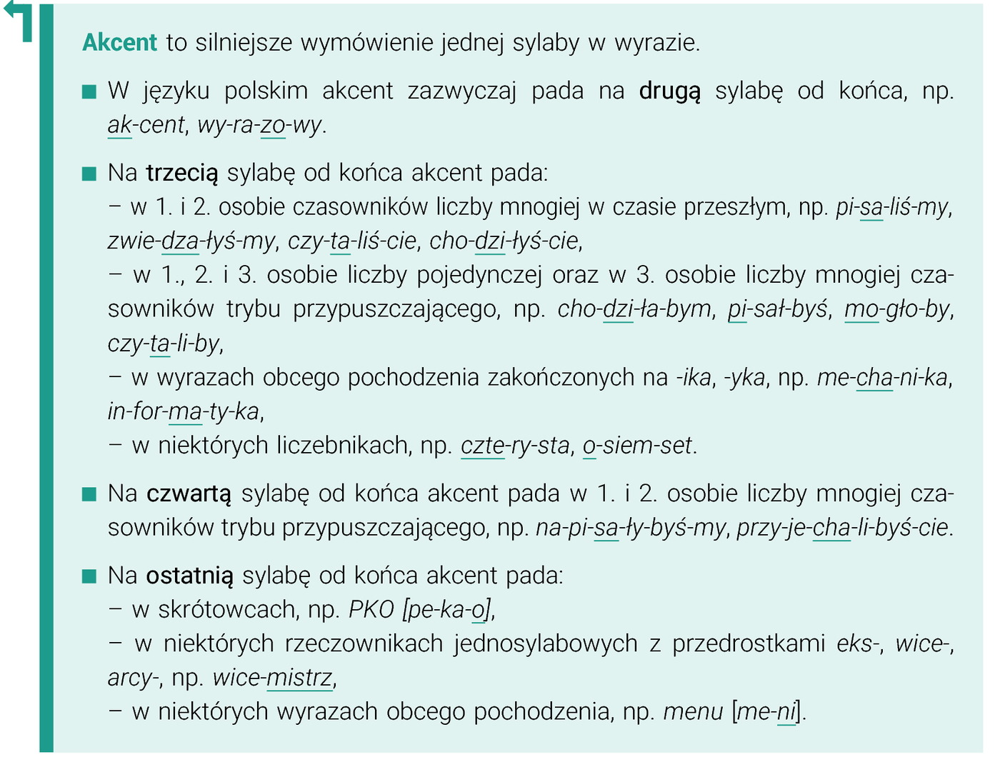 Akcent to silniejsze wymówienie jednej sylaby w wyrazie.
■ W języku polskim akcent zazwyczaj pada na drugą sylabę od końca, np.
ak-cent, wy-ra-zo-wy.
■ Na trzecią sylabę od końca akcent pada:
– w 1. i 2. osobie czasowników liczby mnogiej w czasie przeszłym, np. pi-sa-liś-my,
zwie-dza-łyś-my, czy-ta-liś-cie, cho-dzi-łyś-cie,
– w 1., 2. i 3. osobie liczby pojedynczej oraz w 3. osobie liczby mnogiej cza-
sowników trybu przypuszczającego, np. cho-dzi-ła-bym, pi-sał-byś, mo-gło-by,
czy-ta-li-by,
– w wyrazach obcego pochodzenia zakończonych na -ika, -yka, np. me-cha-ni-ka,
in-for-ma-ty-ka,
– w niektórych liczebnikach, np. czte-ry-sta, o-siem-set.
■ Na czwartą sylabę od końca akcent pada w 1. i 2. osobie liczby mnogiej cza-
sowników trybu przypuszczającego, np. na-pi-sa-ły-byś-my, przy-je-cha-li-byś-cie.
■ Na ostatnią sylabę od końca akcent pada:
– w skrótowcach, np. PKO [pe-ka-o],
– w niektórych rzeczownikach jednosylabowych z przedrostkami eks-, wice-,
arcy-, np. wice-mistrz,
– w niektórych wyrazach obcego pochodzenia, np. menu [me-ni].